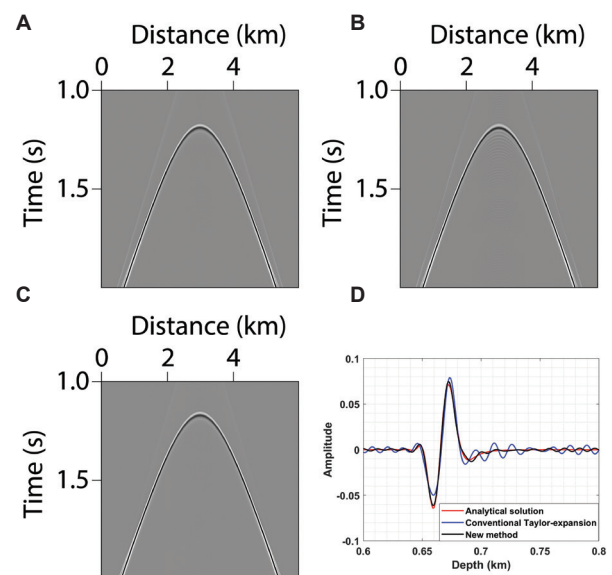 A
Distance (km)
0 2 4
1.0
1.5
Time (s)
B
Distance (km)
0 2 4
1.0
1.5
Time (s)
C
Distance (km)
0 2 4
1.0
1.5
Time (s)
D
0.1
0.05
0
-0.05
-0.1
Amplitude
0.6 0.65 0.7 0.75 0.8
Depth (km)
Analytical solution
Conventional Taylor-expansion
New method